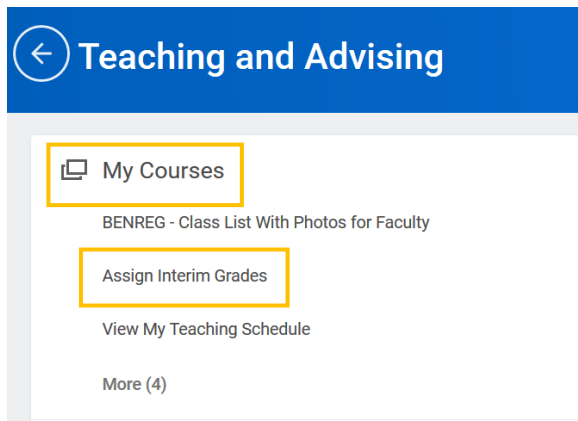 Teaching and Advising
My Courses
BENREG - Class List With Photos for Faculty
Assign Interim Grades
View My Teaching Schedule
More (4)